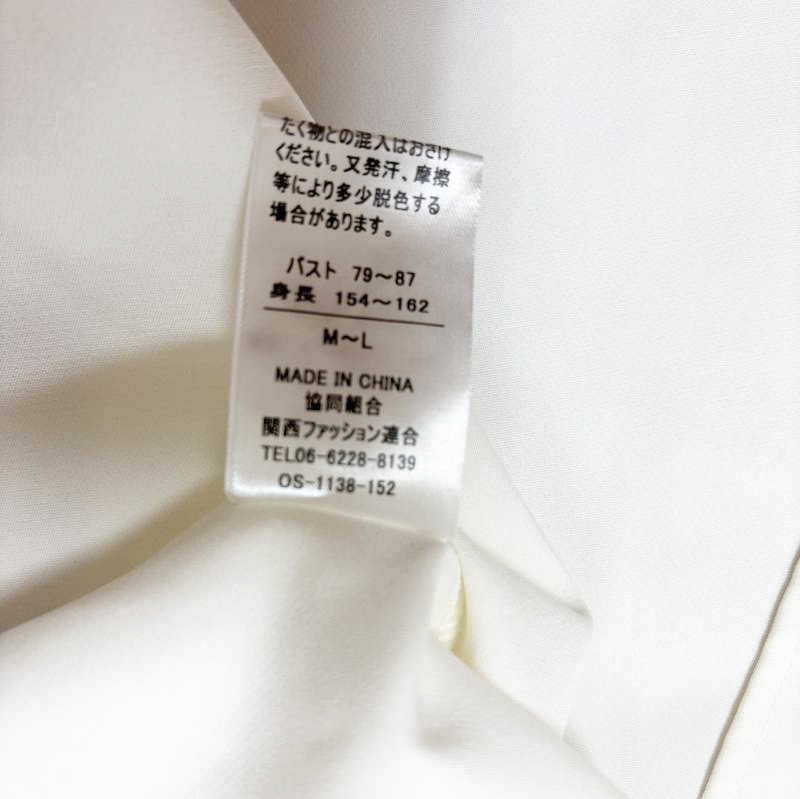 たく物との混入はおさけ
ください。又発汗、摩擦
等により多少脱色する
場合があります。
バスト 79～87
身長 154～162
M～L
MADE IN CHINA
協同組合
関西ファッション連合
TEL06-6228-8139
OS-1138-152